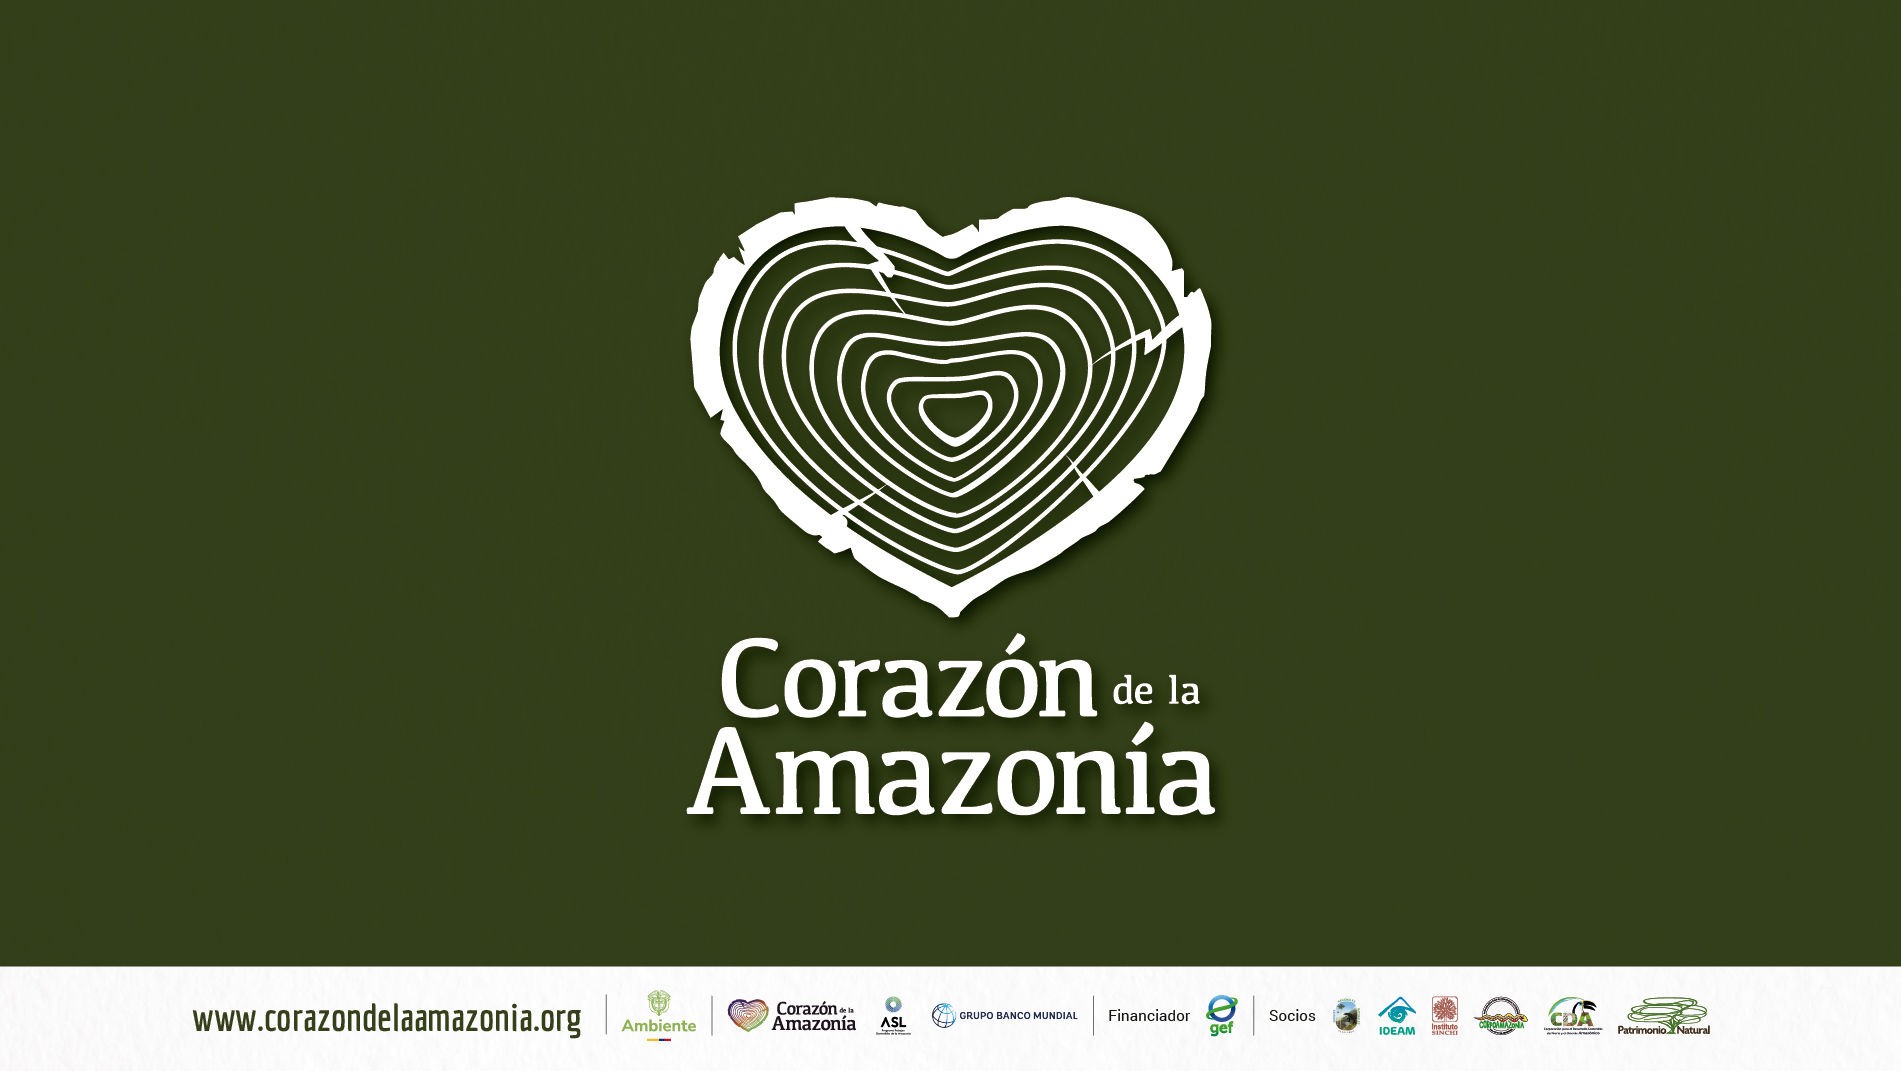 Corazón de la
Amazonía
www.corazondelaamazonia.org
Ambiente
Corazón de la
Amazonía
ASL
GRUPO BANCO MUNDIAL
Financiador
gef
Socios
IDEAM
Instituto
SINCHI
CORPOAMAZONIA
CDA
Patrimonio Natural